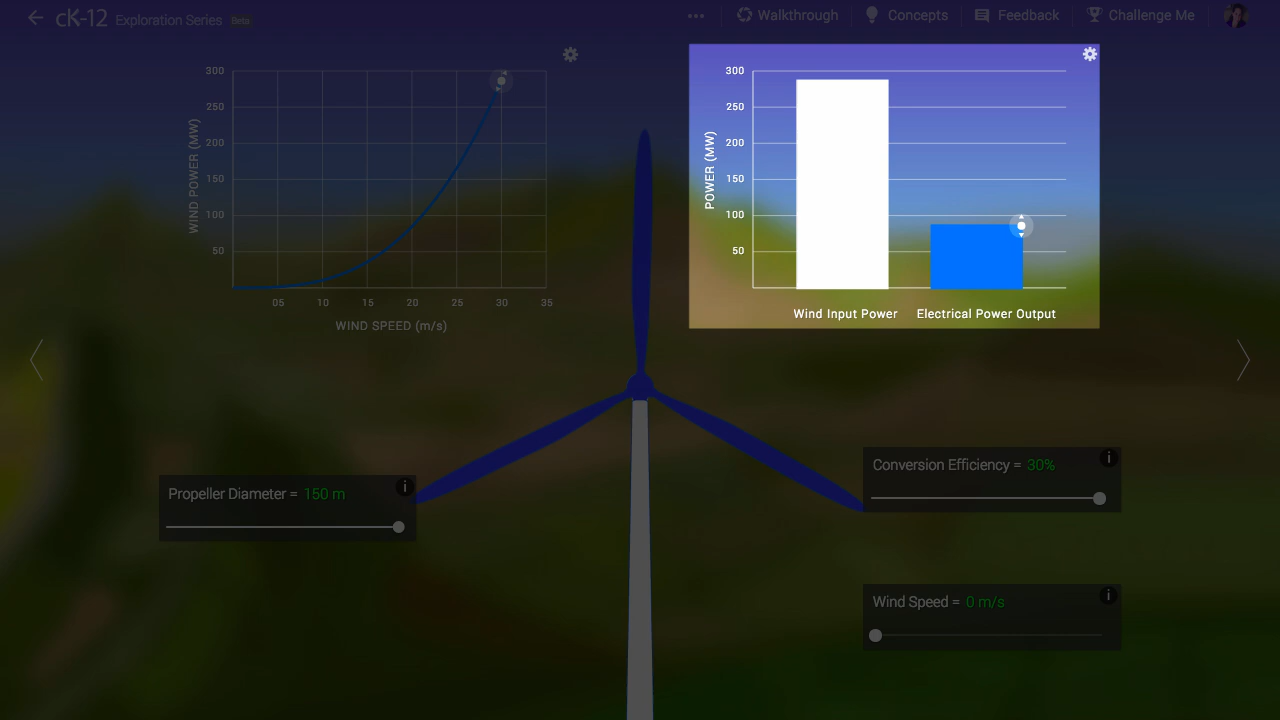 cK-12 Exploration Series Beta
Walkthrough
Concepts
Feedback
Challenge Me
300
250
200
150
100
50
WIND POWER (MW)
05 10 15 20 25 30 35
WIND SPEED (m/s)
300
250
200
150
100
50
POWER (MW)
Wind Input Power Electrical Power Output
Propeller Diameter = 150 m
i
Conversion Efficiency = 30%
i
Wind Speed = 0 m/s
i